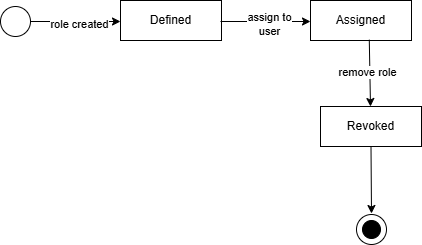 role created
Defined
assign to
user
Assigned
remove role
Revoked